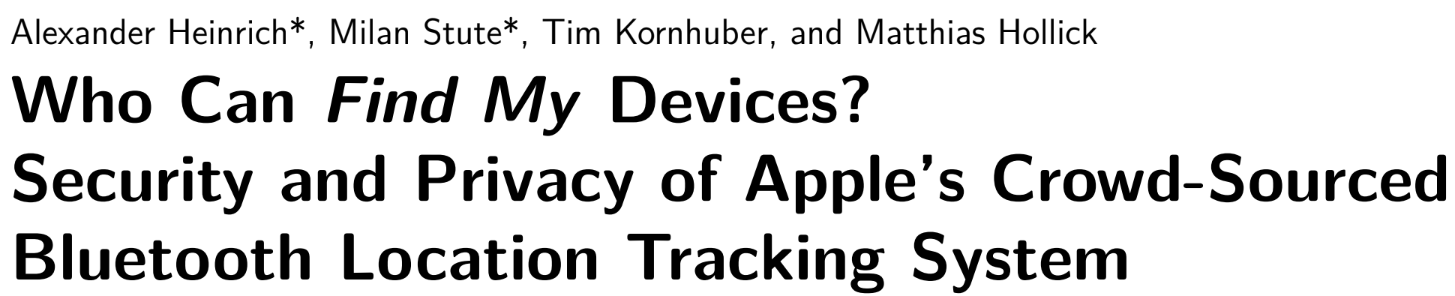 Alexander Heinrich*, Milan Stute*, Tim Kornhuber, and Matthias Hollick
Who Can Find My Devices?
Security and Privacy of Apple’s Crowd-Sourced
Bluetooth Location Tracking System